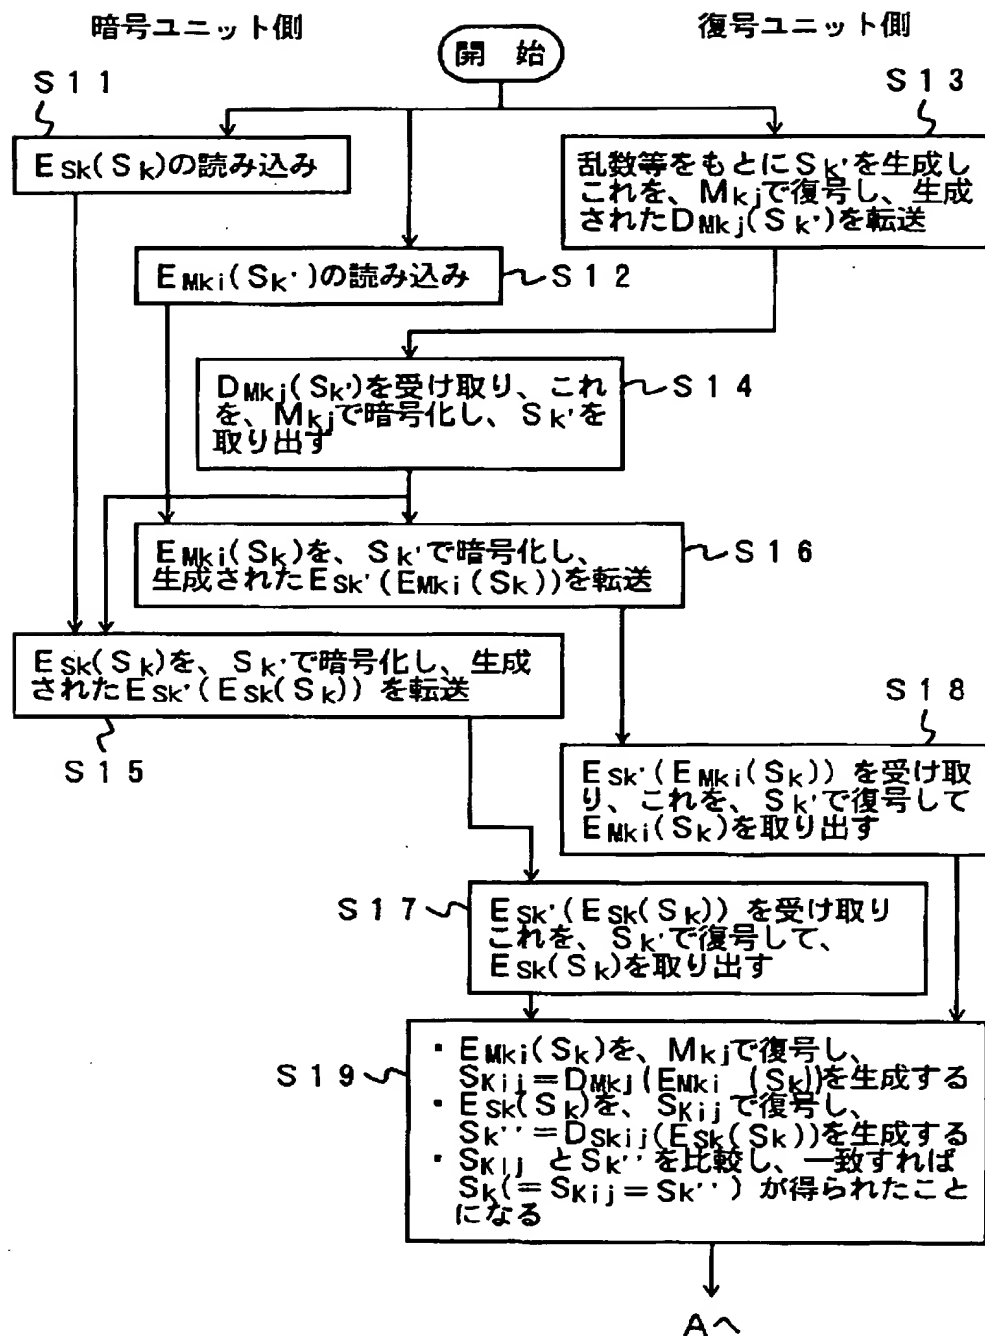 暗号ユニット側
復号ユニット側
開 始
S11
S13
ESk(Sk)の読み込み
乱数等をもとにSk'を生成し
これを、Mkjで復号し、生成
されたDMkj(Sk')を転送
EMki(Sk')の読み込み
S12
DMkj(Sk')を受け取り、これ
を、Mkjで暗号化し、Sk'を
取り出す
S14
EMki(Sk)を、Sk'で暗号化し、
生成されたESk'(EMki(Sk))を転送
S16
ESk(Sk)を、Sk'で暗号化し、生成
されたESk'(ESk(Sk))を転送
S15
S18
ESk'(EMki(Sk))を受け取
り、これを、Sk'で復号して
EMki(Sk)を取り出す
S17
ESk'(ESk(Sk))を受け取り
これを、Sk'で復号して、
ESk(Sk)を取り出す
S19
・EMki(Sk)を、Mkjで復号し、
SKij=DMkj(EMki(Sk))を生成する
・ESk(Sk)を、SKijで復号し、
Sk''=DSkij(ESk(Sk))を生成する
・SKijとSk''を比較し、一致すれば
Sk(=SKij=Sk'')が得られたこと
になる
Aへ